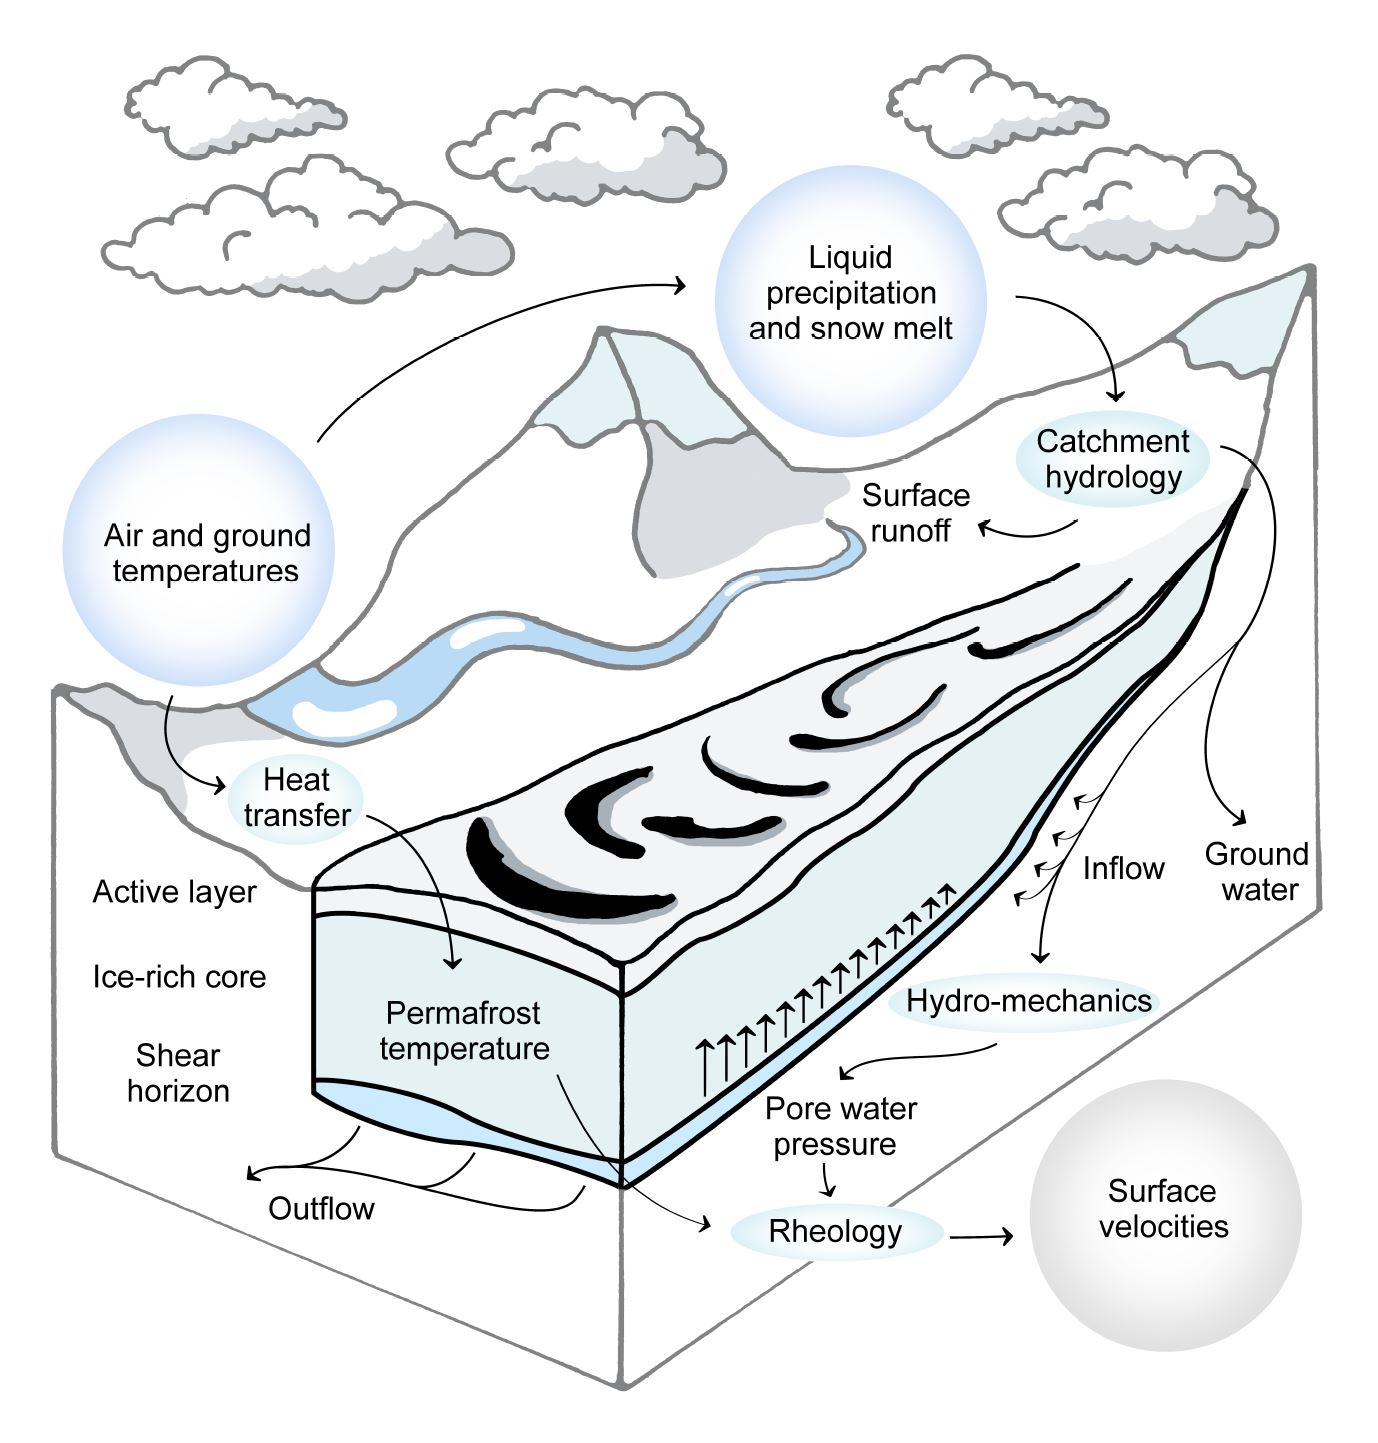 Liquid
precipitation
and snow melt
Air and ground
temperatures
Catchment
hydrology
Surface
runoff
Heat
transfer
Active layer
Ice-rich core
Shear
horizon
Permafrost
temperature
Inflow
Ground
water
Hydro-mechanics
Pore water
pressure
Outflow
Rheology
Surface
velocities